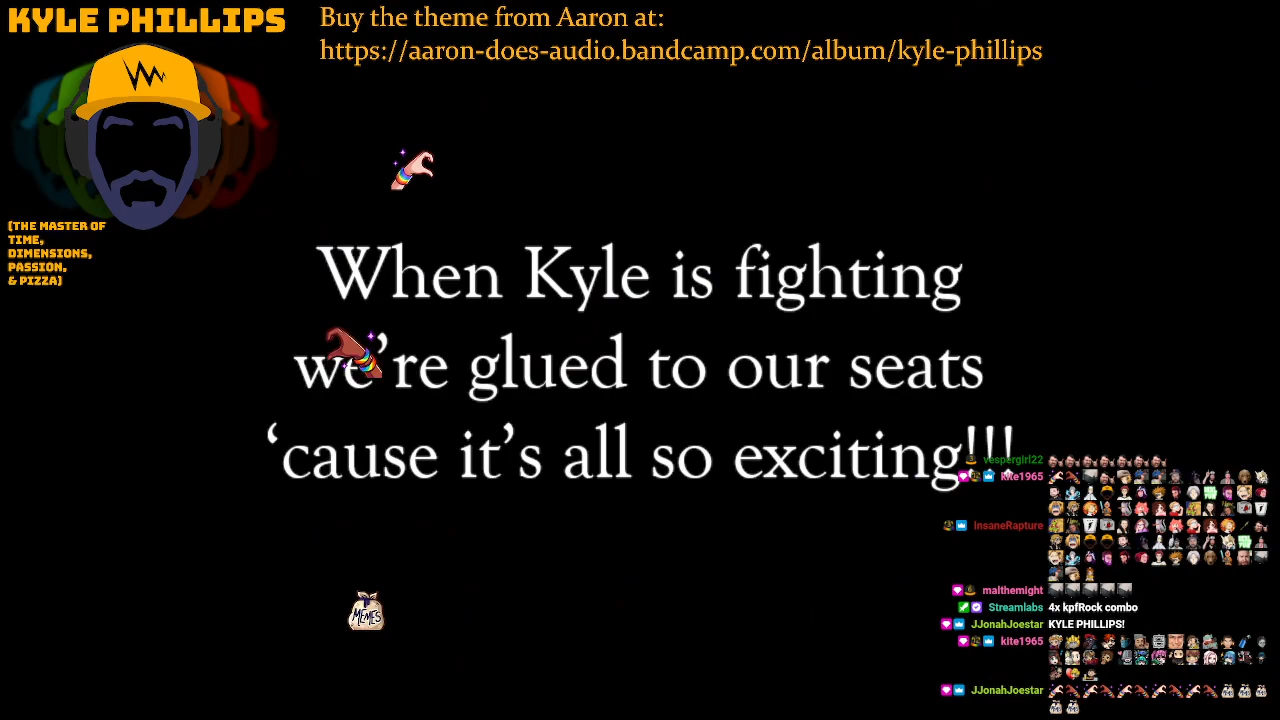 KYLE PHILLIPS
Buy the theme from Aaron at:
https://aaron-does-audio.bandcamp.com/album/kyle-phillips
[THE MASTER OF
TIME,
DIMENSIONS,
PASSION,
& PIZZA]
When Kyle is fighting
we’re glued to our seats
‘cause it’s all so exciting!!!
vespergirl22
kite1965
InsaneRapture
malthemight
Streamlabs 4x kpfRock combo
JJonahJoestar KYLE PHILLIPS!
kite1965
JJonahJoestar
MEMES